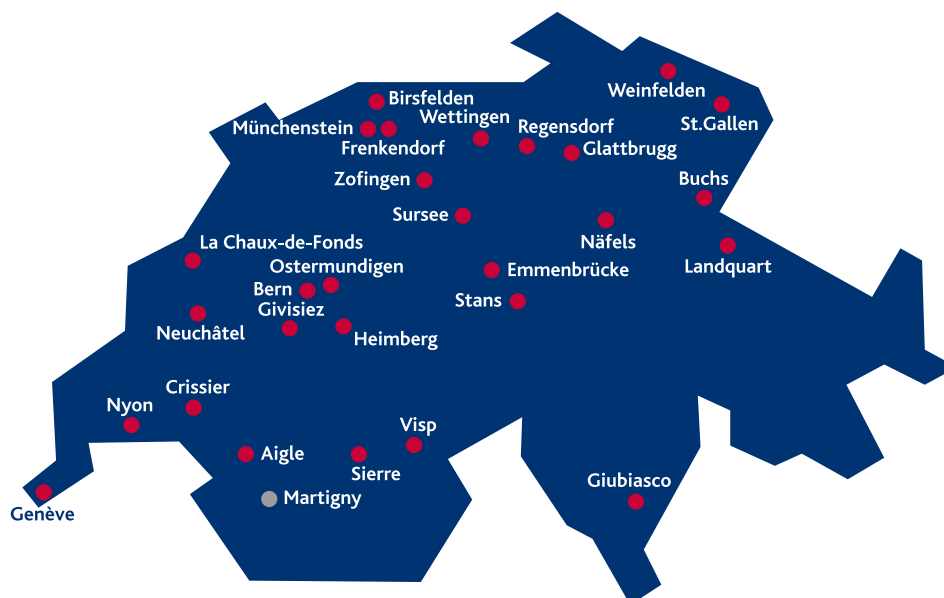 Weinfelden
Birsfelden
Wettingen
St.Gallen
Münchenstein
Regensdorf
Frenkendorf
Glattbrugg
Zofingen
Buchs
Sursee
Näfels
La Chaux-de-Fonds
Ostermundigen
Landquart
Emmenbrücke
Bern
Stans
Givisiez
Neuchâtel
Heimberg
Crissier
Nyon
Visp
Aigle
Sierre
Giubiasco
Martigny
Genève